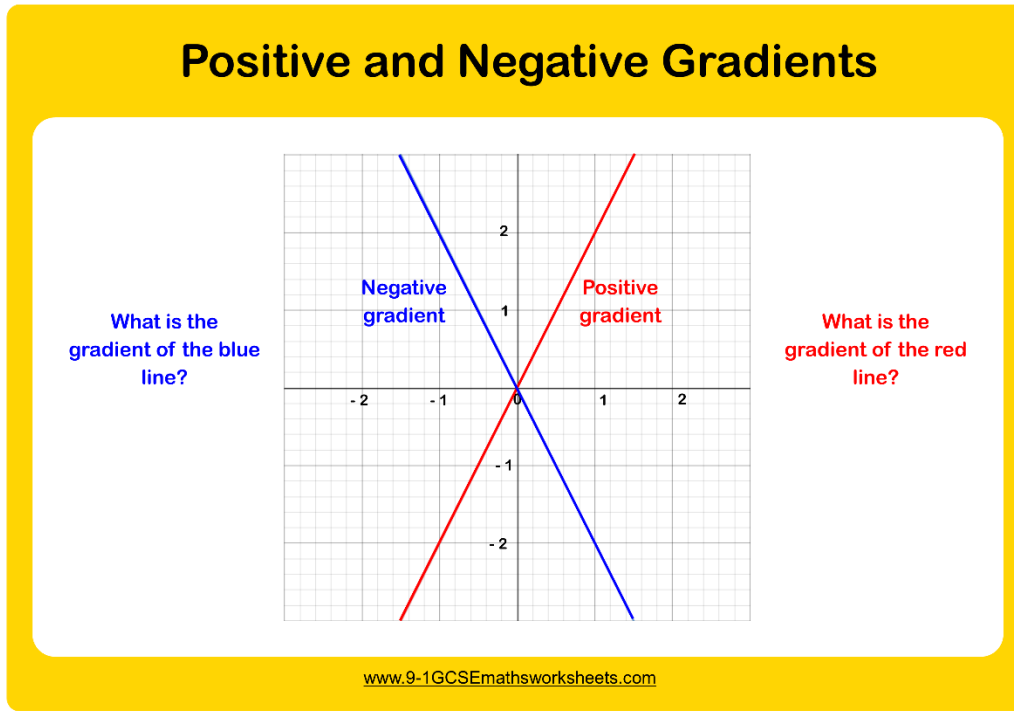 Positive and Negative Gradients
What is the
gradient of the blue
line?
Negative
gradient
Positive
gradient
What is the
gradient of the red
line?
2
1
- 2
- 1
0
1
2
- 1
- 2
www.9-1GCSEmathsworksheets.com